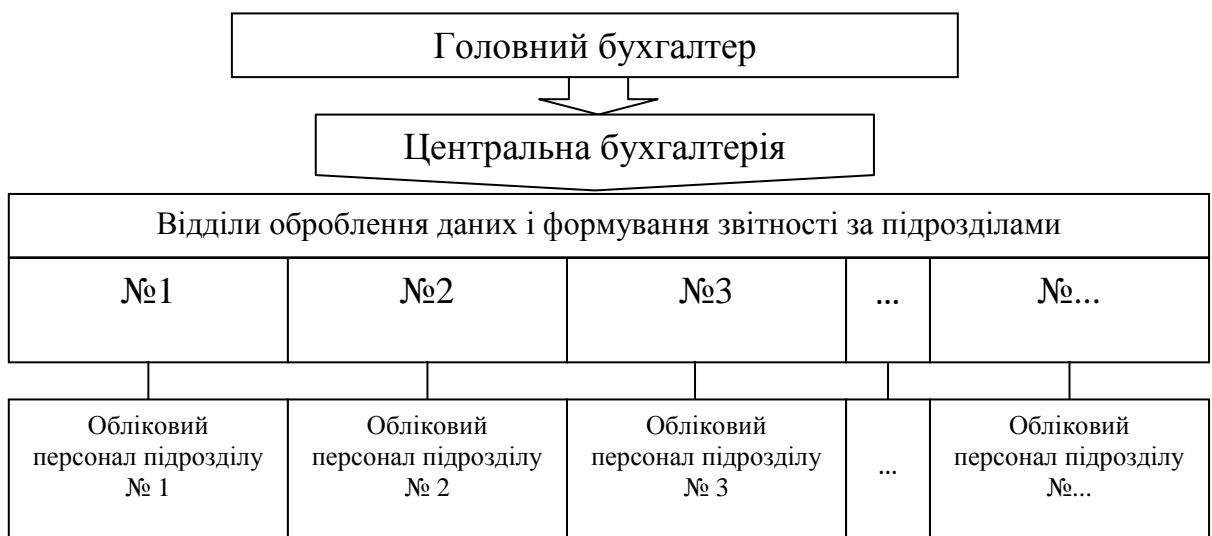 Головний бухгалтер
Центральна бухгалтерія
Відділи оброблення даних і формування звітності за підрозділами
№1
№2
№3
...
№...
Обліковий
персонал підрозділу
№ 1
Обліковий
персонал підрозділу
№ 2
Обліковий
персонал підрозділу
№ 3
...
Обліковий
персонал підрозділу
№...